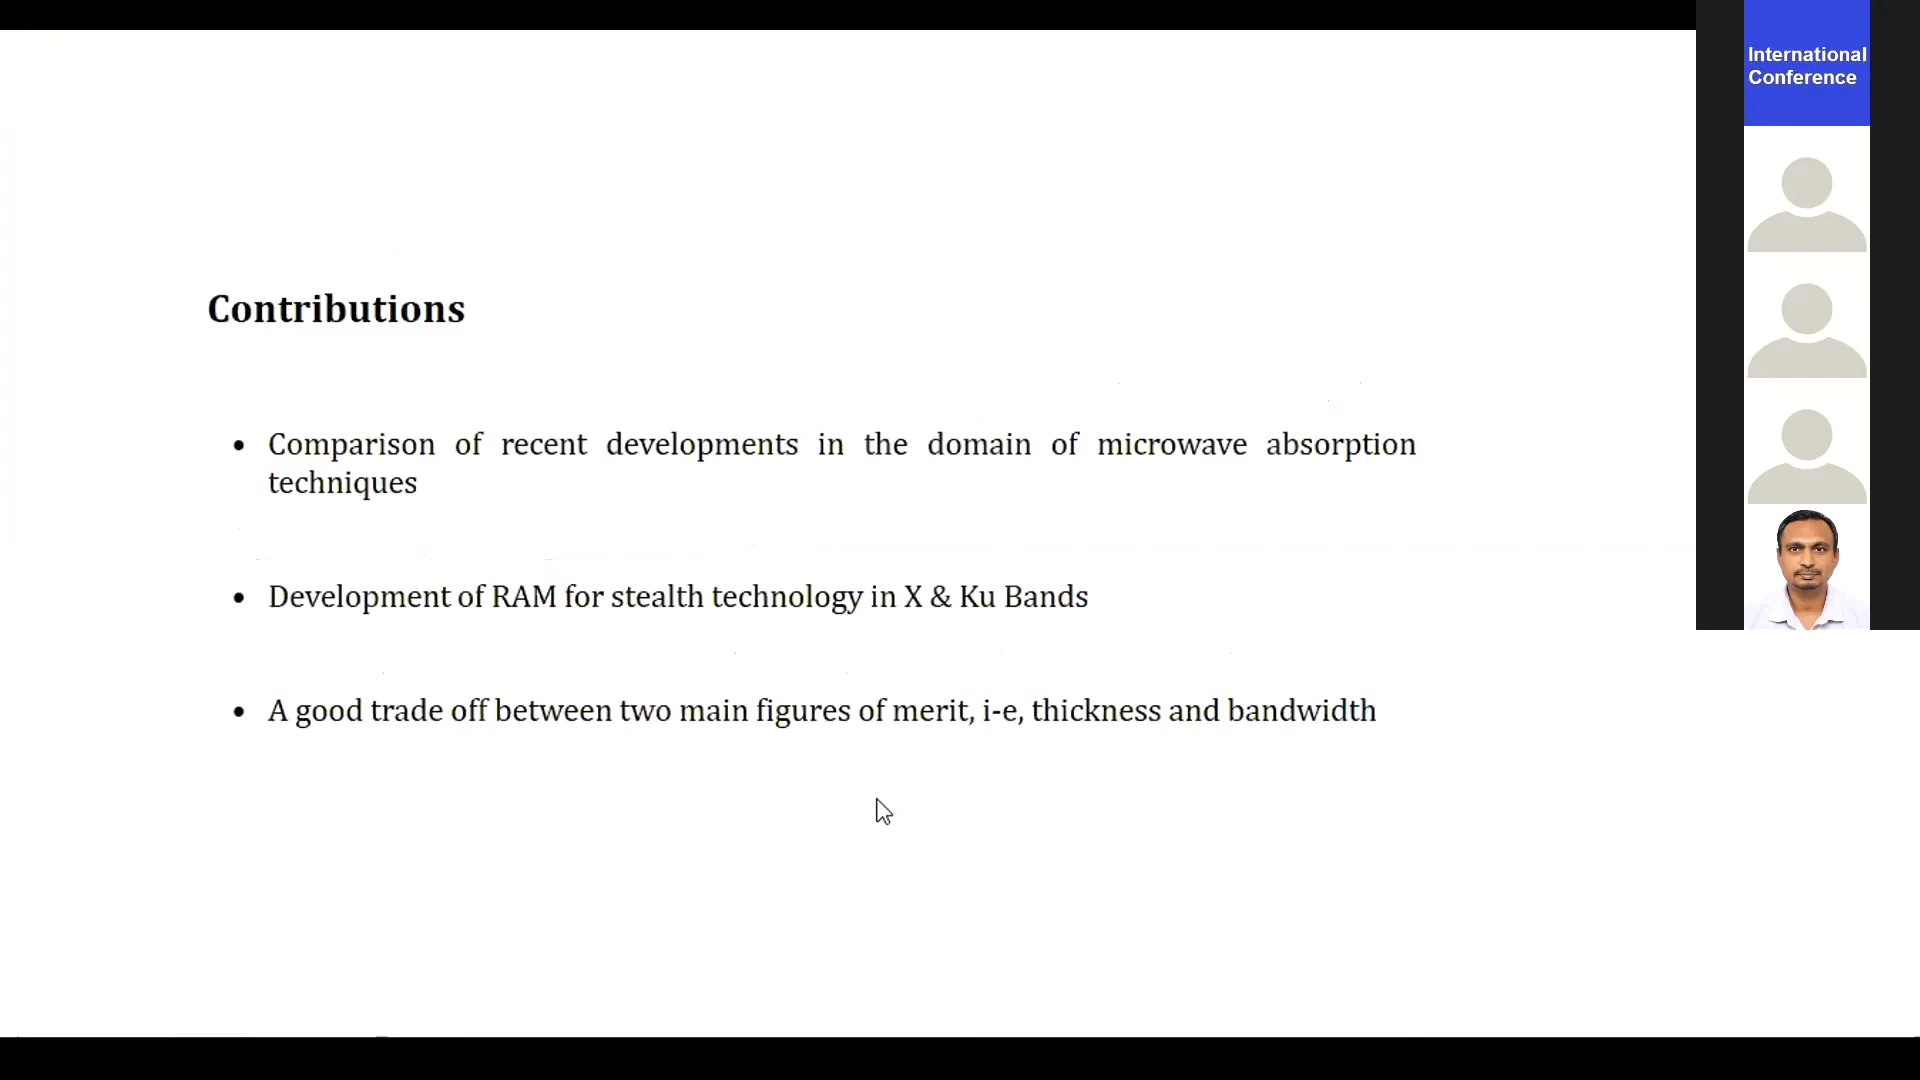 International
Conference
Contributions
• Comparison of recent developments in the domain of microwave absorption
techniques
• Development of RAM for stealth technology in X & Ku Bands
• A good trade off between two main figures of merit, i-e, thickness and bandwidth